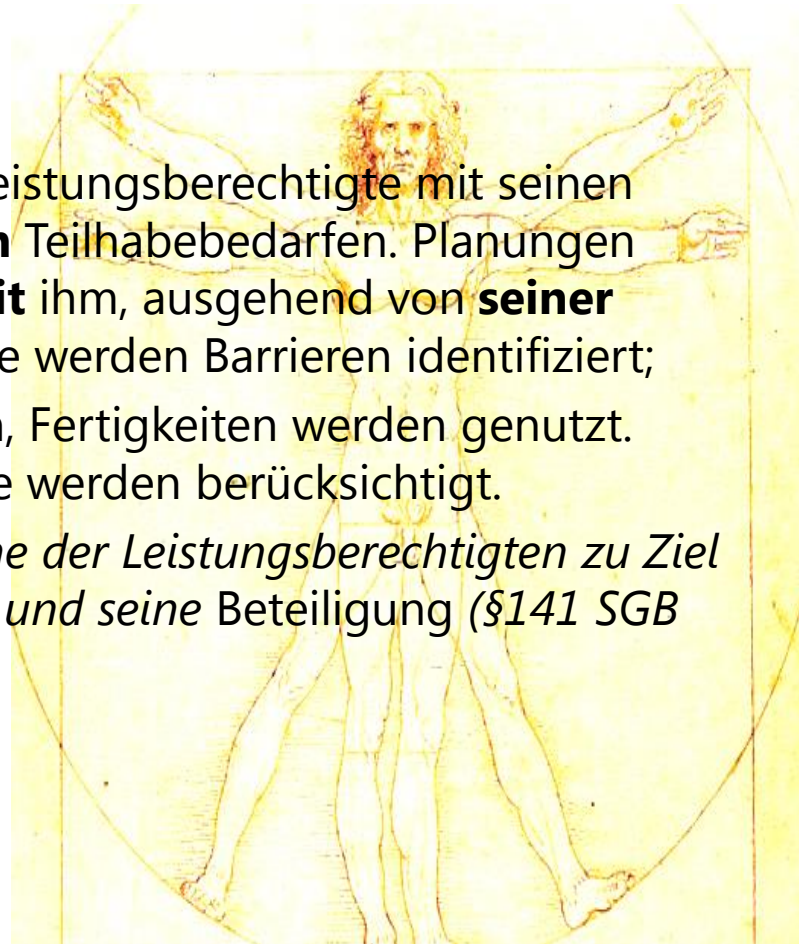 eistungsberechtigte mit seinen
n Teilhabebedarfen. Planungen
it ihm, ausgehend von seiner
e werden Barrieren identifiziert;
, Fertigkeiten werden genutzt.
e werden berücksichtigt.
e der Leistungsberechtigten zu Ziel
und seine Beteiligung (§141 SGB